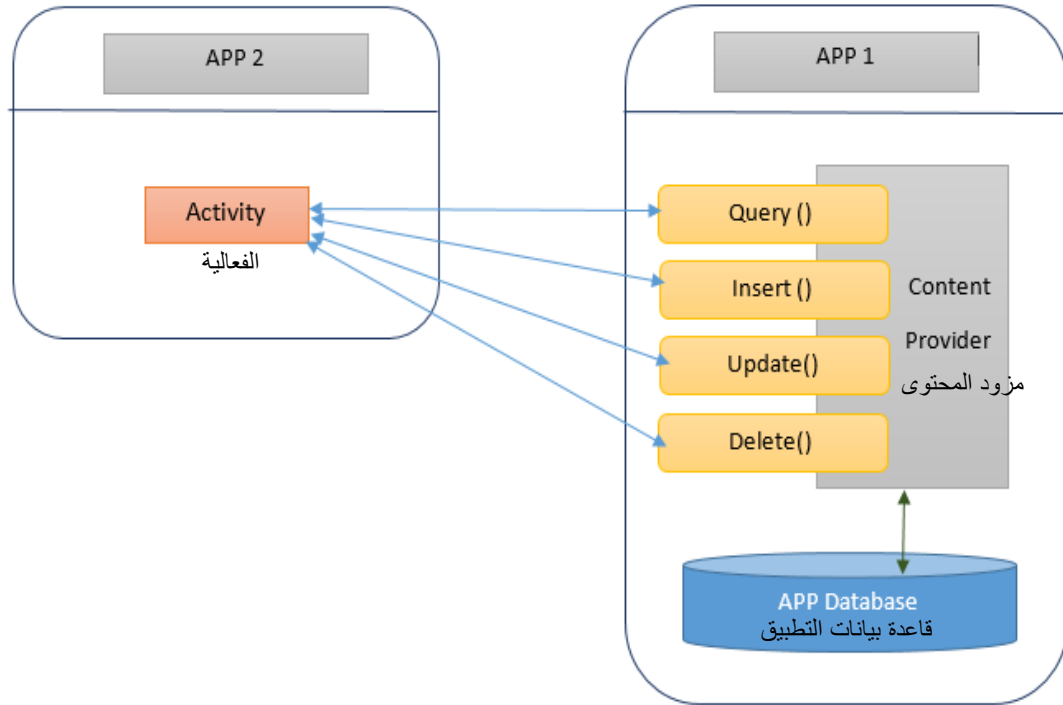 APP 2
Activity
الفعالية
APP 1
Query ()
Insert ()
Update()
Delete()
Content
Provider
مزود المحتوى
APP Database
قاعدة بيانات التطبيق